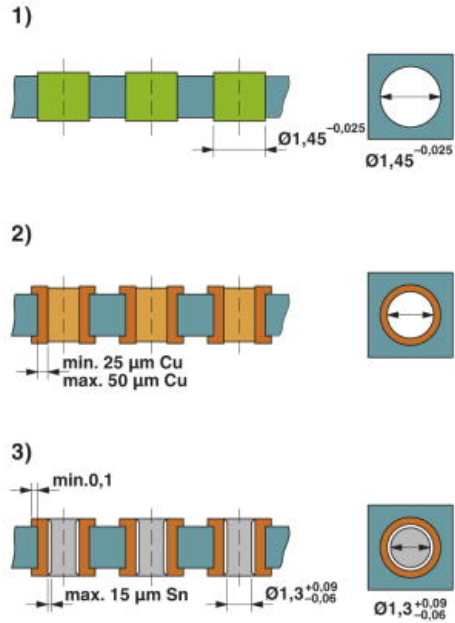 1)
Ø1,45 −0,025
Ø1,45 −0,025
2)
min. 25 µm Cu
max. 50 µm Cu
3)
min.0,1
max. 15 µm Sn
Ø1,3 +0,09 −0,06
Ø1,3 +0,09 −0,06